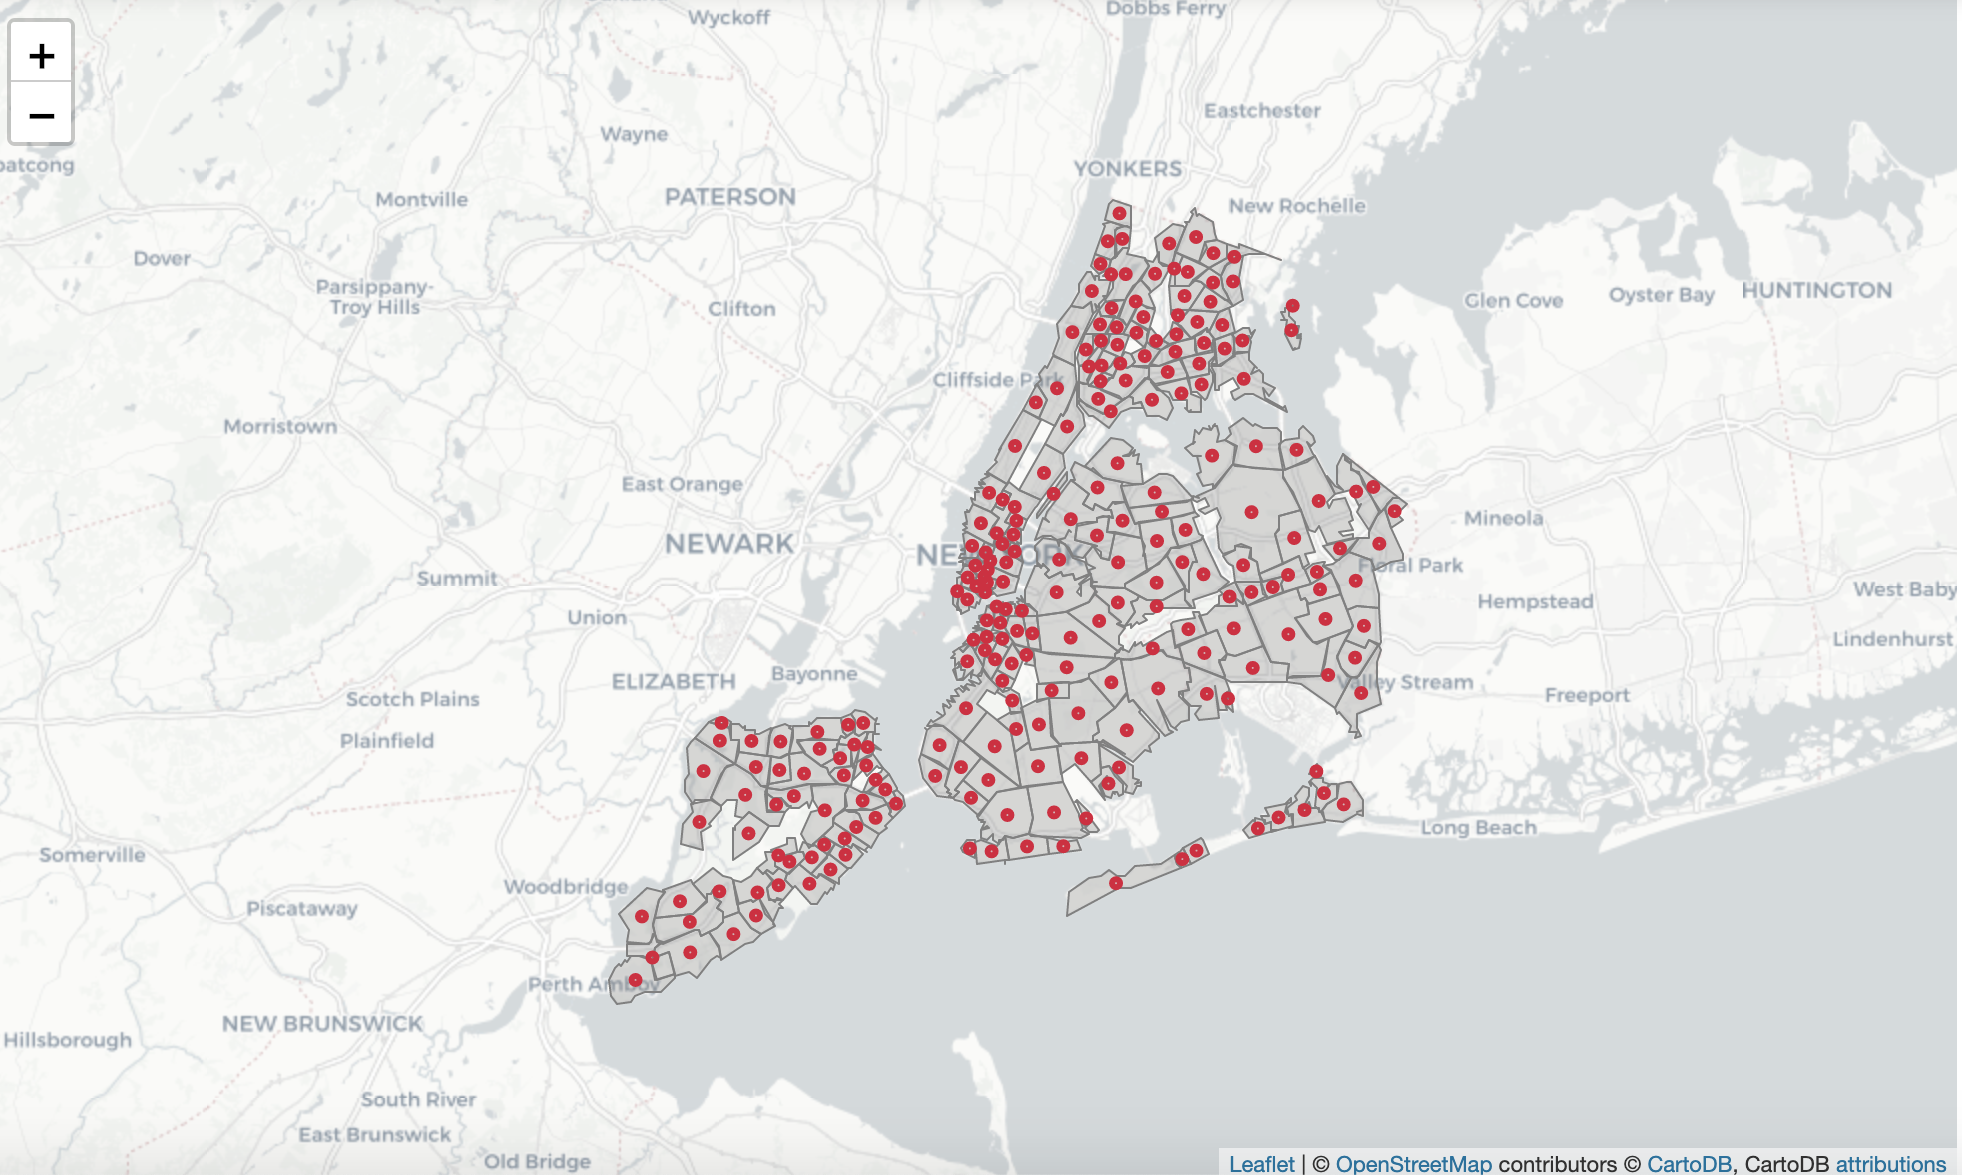 Wyckoff
Dobbs Ferry
+
−
Eastchester
Wayne
patcong
YONKERS
Montville
PATERSON
New Rochelle
Dover
Parsippany-
Troy Hills
Clifton
Glen Cove
Oyster Bay
HUNTINGTON
Cliffside Park
Morristown
East Orange
Mineola
NEWARK
NEW YORK
Floral Park
Summit
West Baby
Hempstead
Union
Lindenhurst
Bayonne
ELIZABETH
Valley Stream
Scotch Plains
Freeport
Plainfield
Long Beach
Somerville
Woodbridge
Piscataway
Perth Amboy
NEW BRUNSWICK
Hillsborough
South River
East Brunswick
Old Bridge
Leaflet | © OpenStreetMap contributors © CartoDB, CartoDB attributions